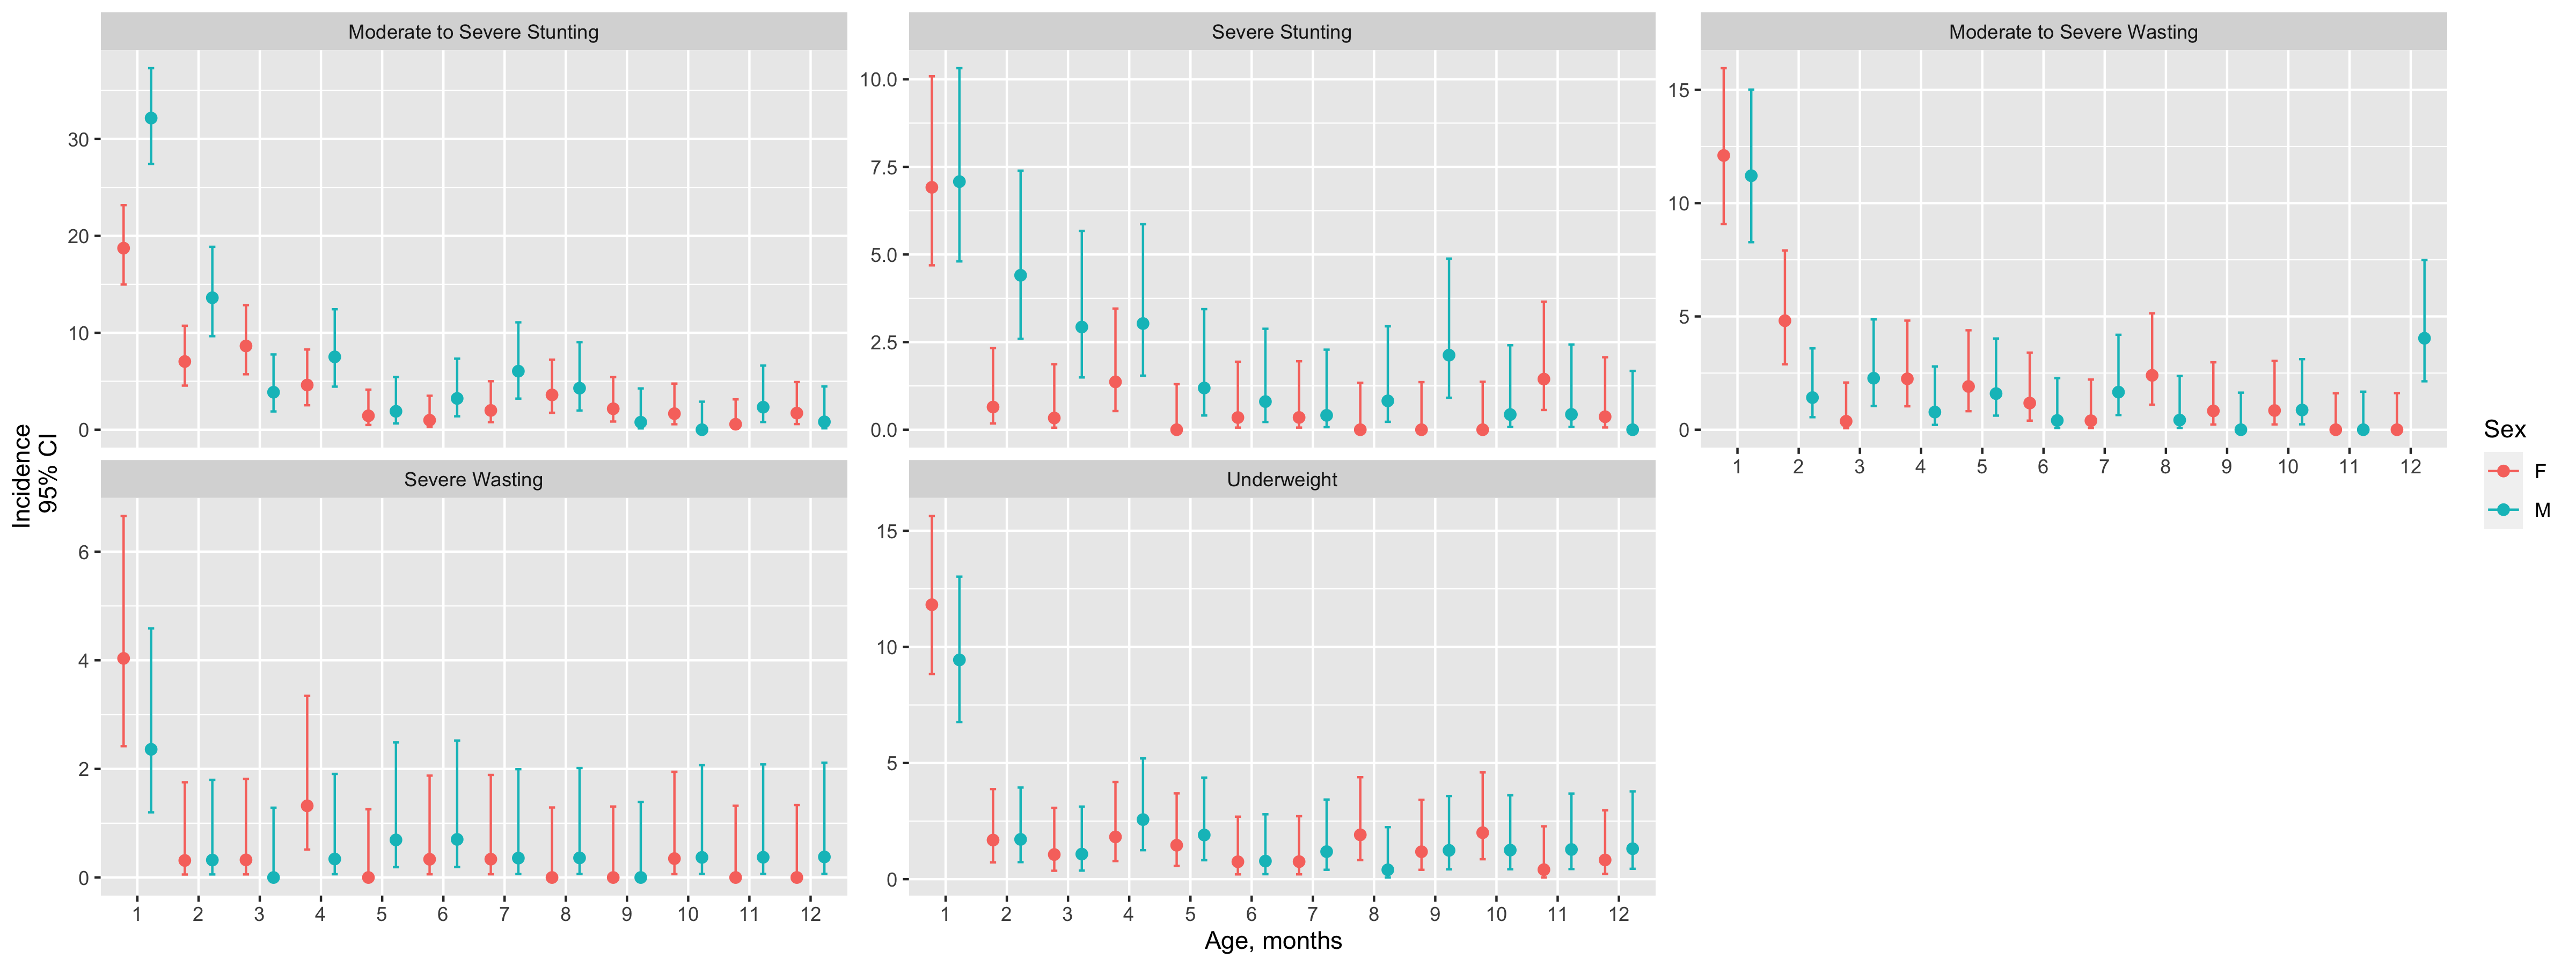 Moderate to Severe Stunting
Severe Stunting
Moderate to Severe Wasting
30
20
10
0
10.0
7.5
5.0
2.5
0.0
15
10
5
0
1 2 3 4 5 6 7 8 9 10 11 12
Incidence
95% CI
Sex
F
M
Severe Wasting
Underweight
6
4
2
0
15
10
5
0
1 2 3 4 5 6 7 8 9 10 11 12
1 2 3 4 5 6 7 8 9 10 11 12
Age, months